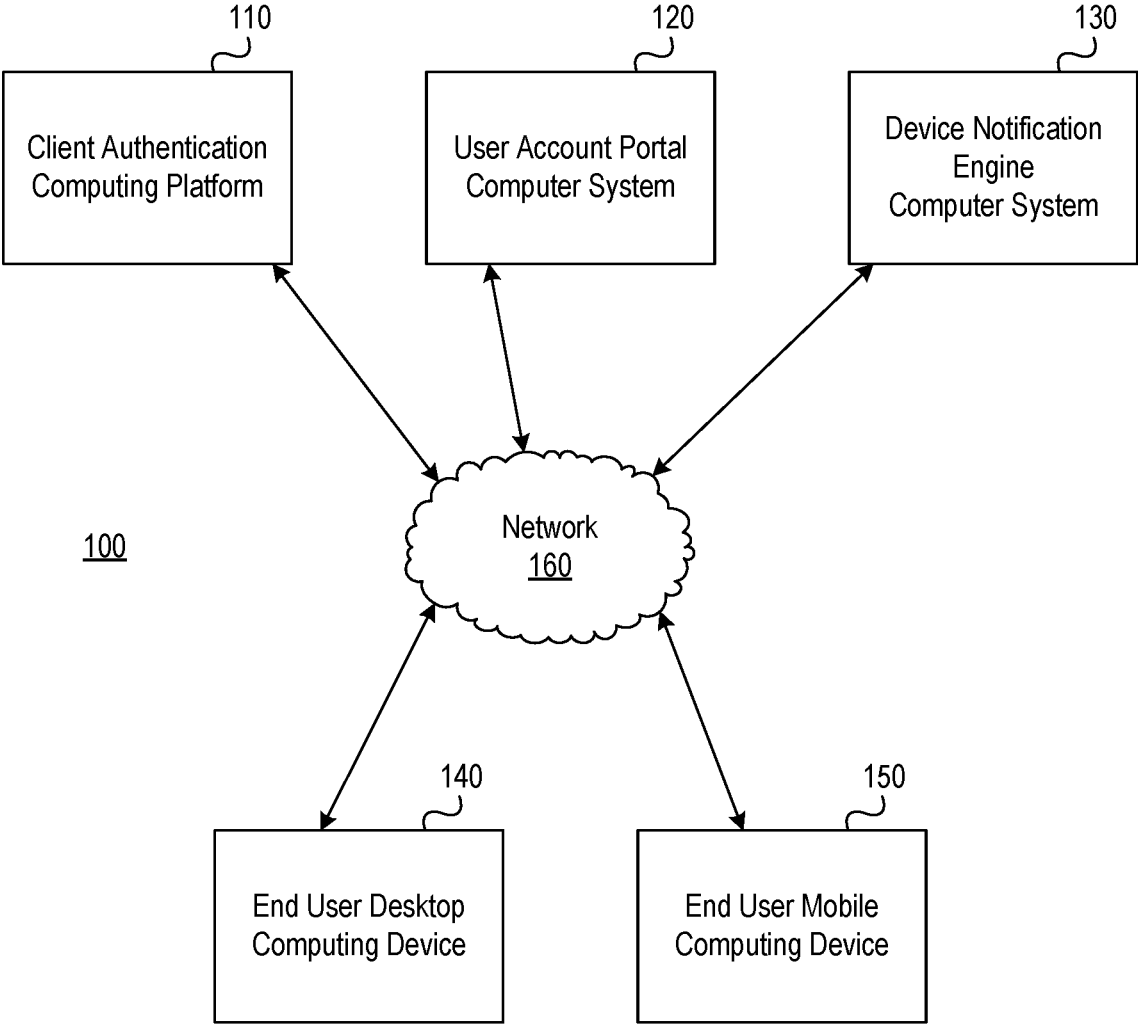 110
120
130
Client Authentication
Computing Platform
User Account Portal
Computer System
Device Notification
Engine
Computer System
100
Network
160
140
150
End User Desktop
Computing Device
End User Mobile
Computing Device